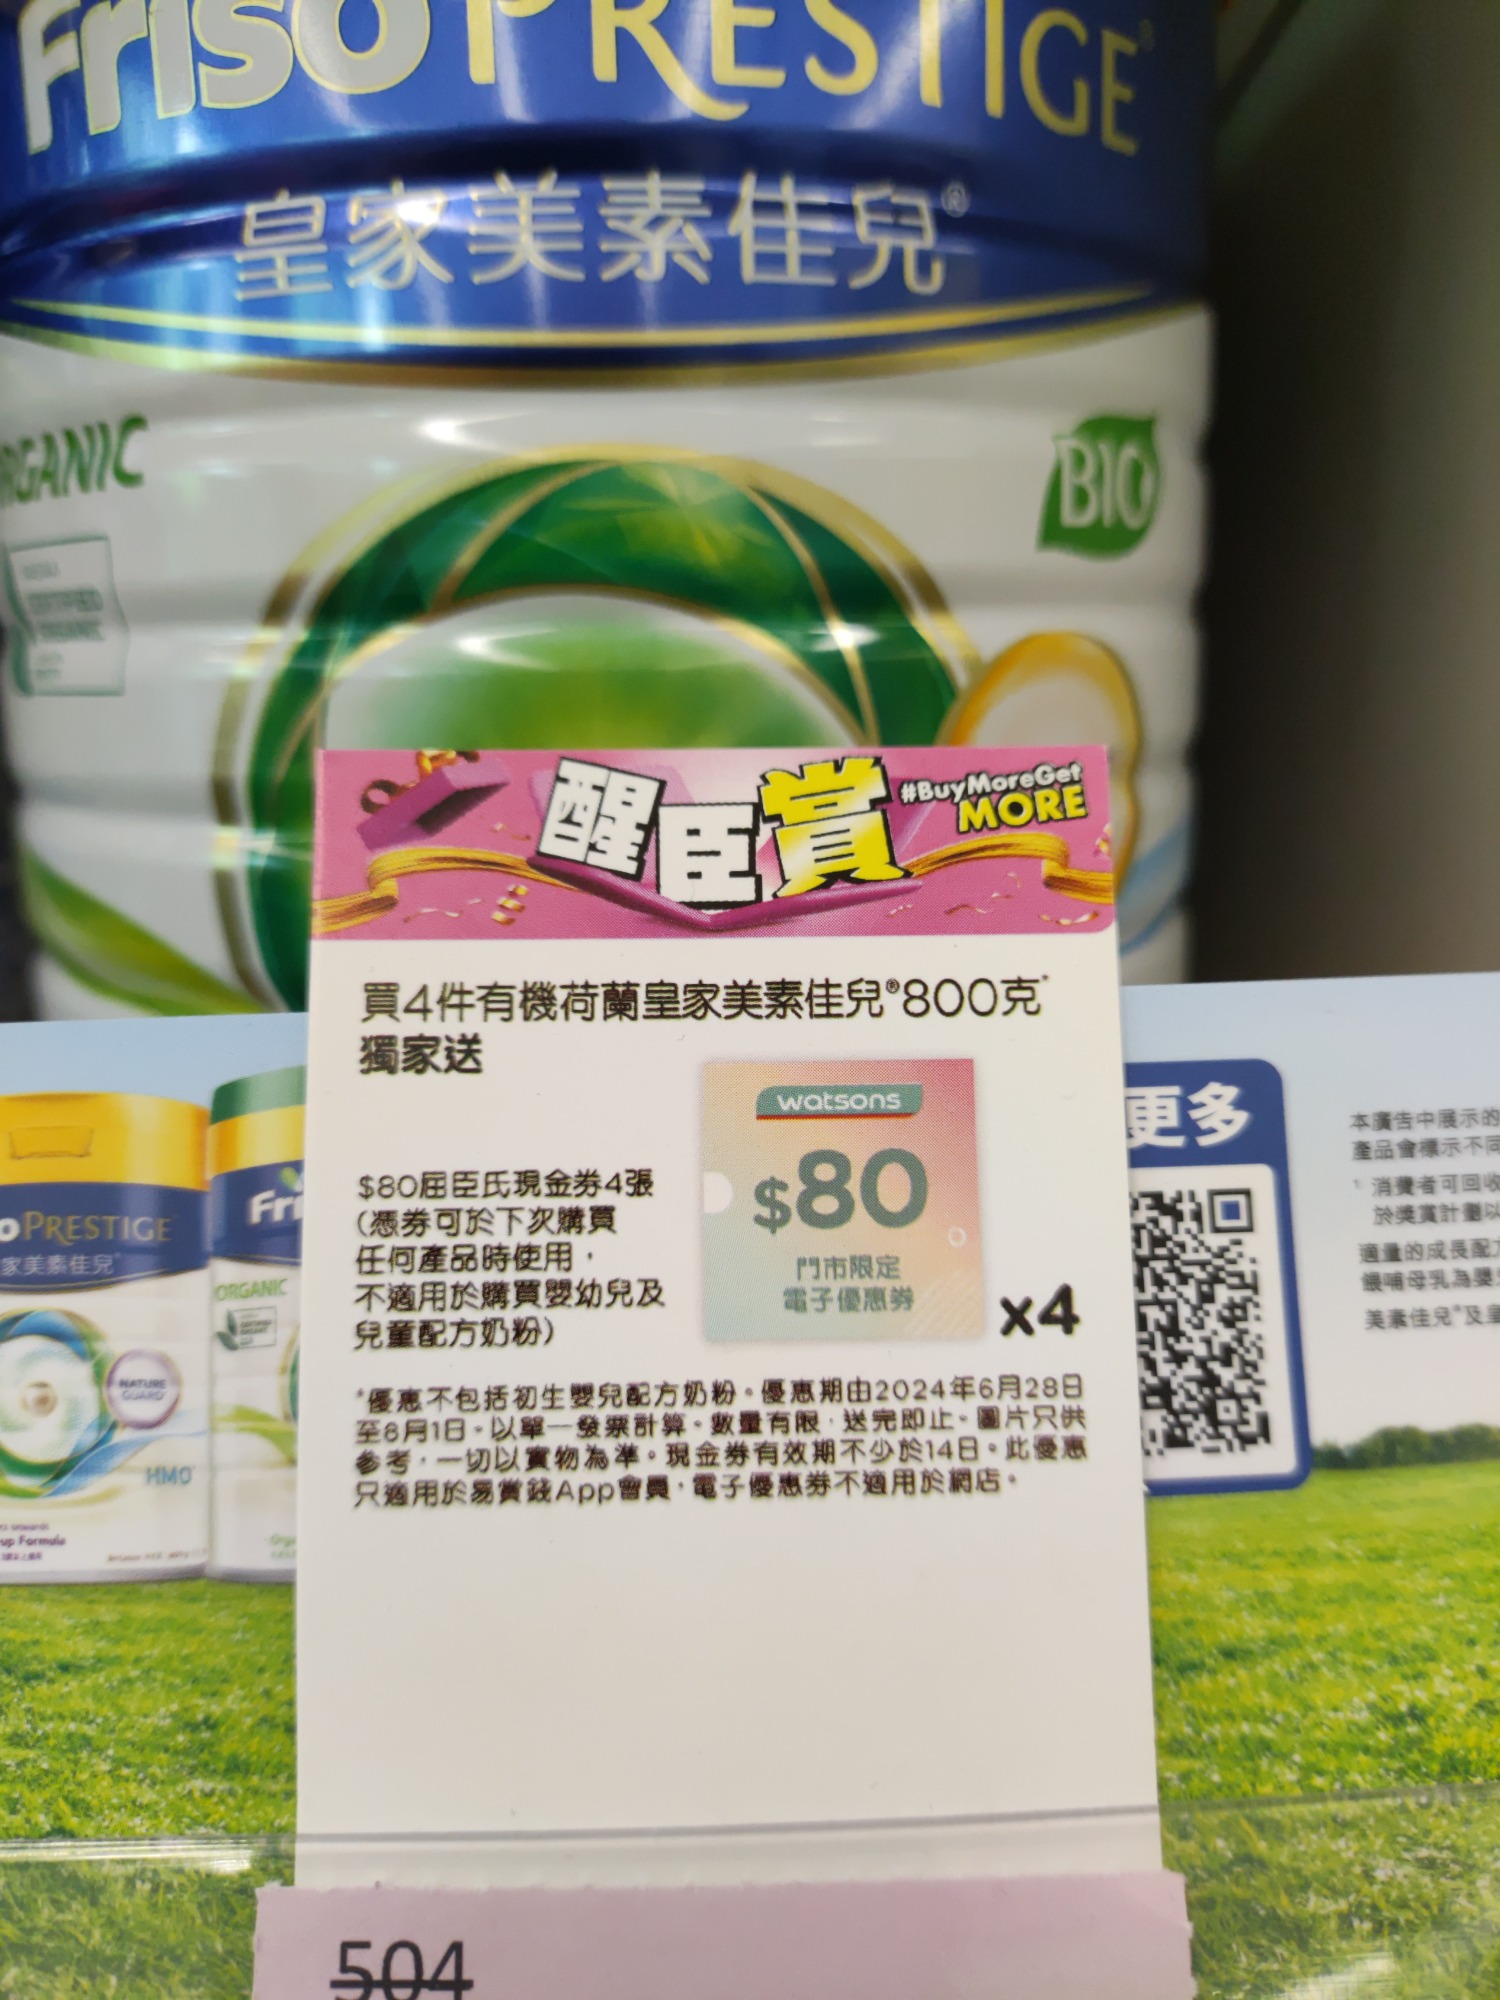 Friso PRESTIGE
皇家美素佳兒®
ORGANIC
BIO
醒臣賞
#BuyMoreGet
MORE
買4件有機荷蘭皇家美素佳兒®800克*
獨家送
watsons
$80
門市限定
電子優惠券
x4
$80屈臣氏現金券4張
(憑券可於下次購買
任何產品時使用，
不適用於購買嬰幼兒及
兒童配方奶粉)
*優惠不包括初生嬰兒配方奶粉。優惠期由2024年6月28日
至8月1日。以單一發票計算。數量有限，送完即止。圖片只供
參考，一切以實物為準。現金券有效期不少於14日。此優惠
只適用於易賞錢App會員，電子優惠券不適用於網店。
oPRESTIGE
家美素佳兒®
NATURE
GUARD
HMO
up Formula
Fri
ORGANIC
更多
本廣告中展示的
產品會標示不同
消費者可回收
於獎賞計劃以
適量的成長配方
餵哺母乳為嬰
美素佳兒®及皇
504